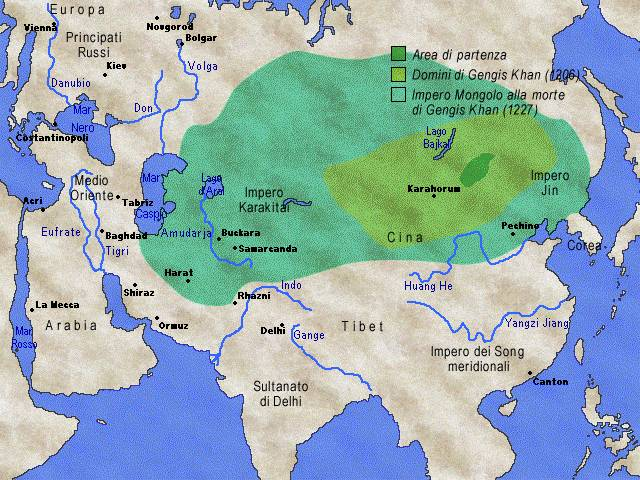 Europa
Vienna
Novgorod
Bolgar
Principati
Russi
Kiev
Volga
Danubio
Don
Mar
Nero
Costantinopoli
Area di partenza
Domini di Gengis Khan (1206)
Impero Mongolo alla morte
di Gengis Khan (1227)
Lago
Bajkal
Medio
Oriente
Mar
Caspio
Lago
d'Aral
Impero
Karakitai
Karahorum
Impero
Jin
Acri
Tabriz
Eufrate
Baghdad
Tigri
Amudarja
Buckara
Samarcanda
Cina
Pechino
Corea
Harat
Shiraz
Indo
Huang He
La Mecca
Rhazni
Arabia
Ormuz
Delhi
Gange
Tibet
Yangzi Jiang
Mar
Rosso
Impero dei Song
meridionali
Sultanato
di Delhi
Canton